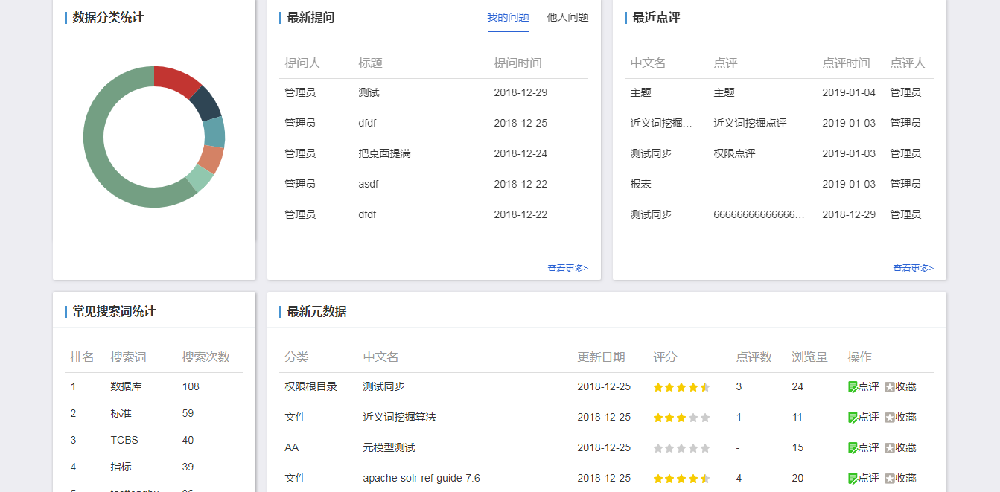 数据分类统计
最新提问 我的问题 他人问题
提问人 标题 提问时间
管理员 测试 2018-12-29
管理员 dfdf 2018-12-25
管理员 把桌面提满 2018-12-24
管理员 asdf 2018-12-22
管理员 dfdf 2018-12-22
查看更多>
最近点评
中文名 点评 点评时间 点评人
主题 主题 2019-01-04 管理员
近义词挖掘... 近义词挖掘点评 2019-01-03 管理员
测试同步 权限点评 2019-01-03 管理员
报表 2019-01-03 管理员
测试同步 66666666666666... 2018-12-29 管理员
查看更多>
常见搜索词统计
排名 搜索词 搜索次数
1 数据库 108
2 标准 59
3 TCBS 40
4 指标 39
最新元数据
分类 中文名 更新日期 评分 点评数 浏览量 操作
权限根目录 测试同步 2018-12-25 3 24 点评 收藏
文件 近义词挖掘算法 2018-12-25 1 11 点评 收藏
AA 元模型测试 2018-12-25 - 15 点评 收藏
文件 apache-solr-ref-guide-7.6 2018-12-25 4 20 点评 收藏